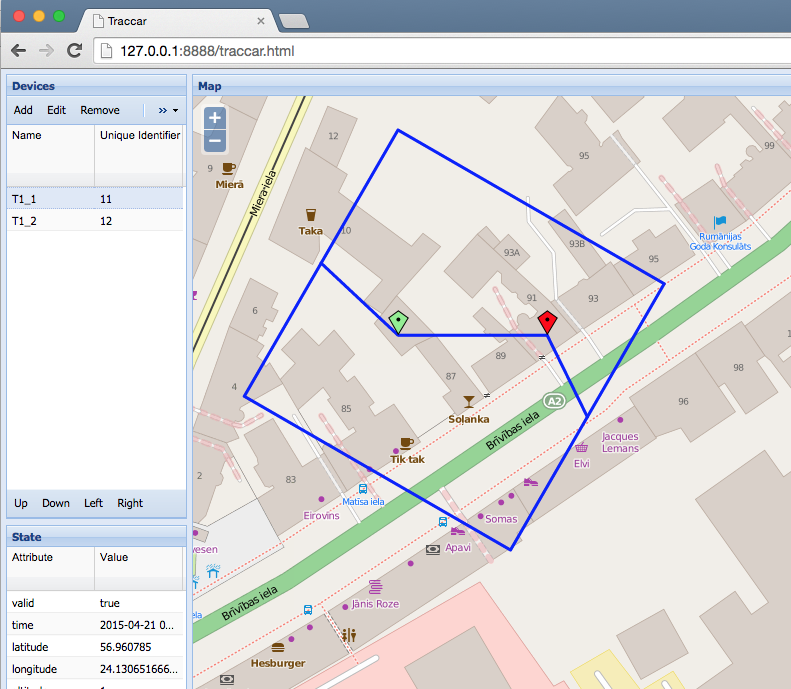 Traccar
127.0.0.1:8888/traccar.html
Devices
Add Edit Remove »
Name Unique Identifier
T1_1 11
T1_2 12
Up Down Left Right
State
Attribute Value
valid true
time 2015-04-21 0...
latitude 56.960785
longitude 24.130651666...
Map
+
−
12
9
Mierā
Miera iela
Taka
10
95
99
Rumānijas
Goda Konsulāts
93A
93B
95
91
93
6
89
87
4
85
Soļanka
A2
98
96
Brīvības iela
Jacques
Lemans
Tik tak
Elvi
2
83
Matīsa iela
Eirovins
Somas
Apavi
Jānis Roze
Brīvības iela
Hesburger